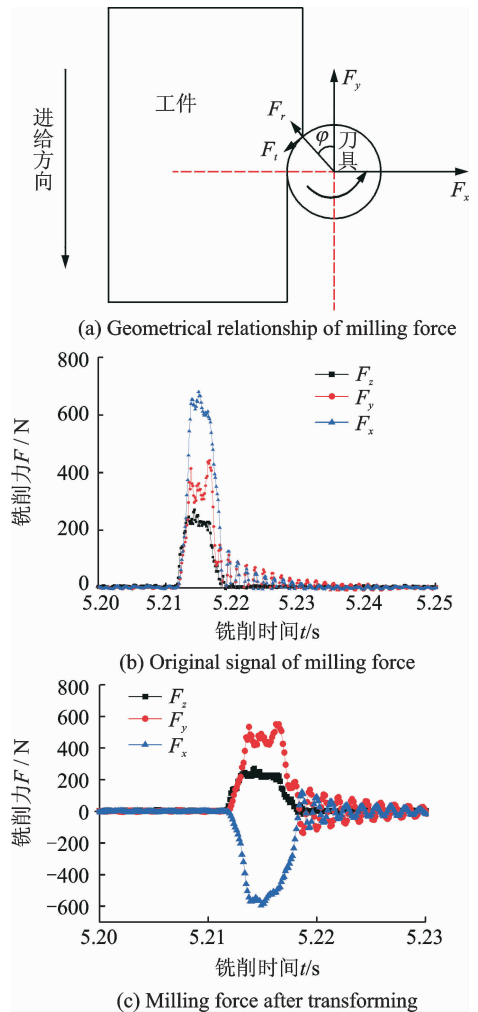 工件
进给方向
F_y
F_r
φ
刀具
F_t
F_x
(a) Geometrical relationship of milling force
800
600
400
200
0
铣削力F / N
F_z
F_y
F_x
5.20 5.21 5.22 5.23 5.24 5.25
铣削时间t/s
(b) Original signal of milling force
800
600
400
200
0
−200
−400
−600
铣削力F / N
F_z
F_y
F_x
5.20 5.21 5.22 5.23
铣削时间t/s
(c) Milling force after transforming